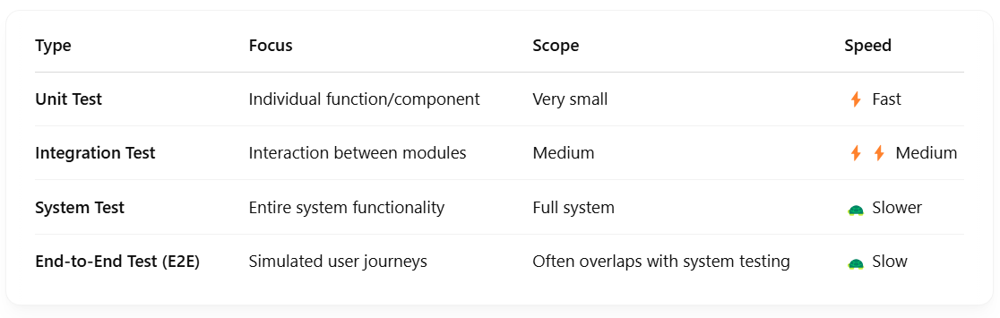 Type Focus Scope Speed
Unit Test Individual function/component Very small ⚡ Fast
Integration Test Interaction between modules Medium ⚡ ⚡ Medium
System Test Entire system functionality Full system 🐢 Slower
End-to-End Test (E2E) Simulated user journeys Often overlaps with system testing 🐢 Slow